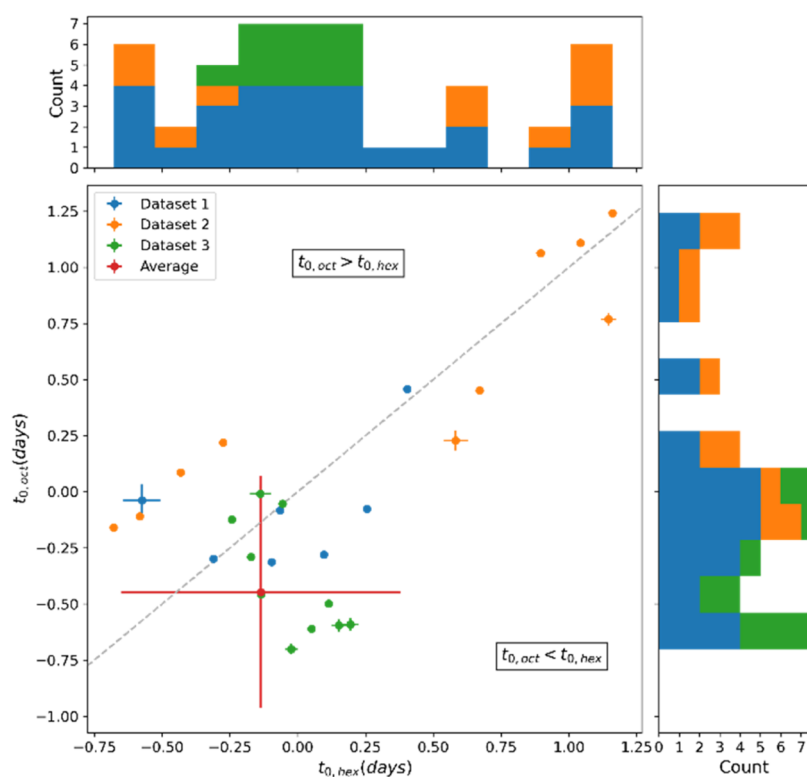 7
6
5
4
3
2
1
0
Count
Dataset 1
Dataset 2
Dataset 3
Average
t0,oct > t0,hex
t0,oct < t0,hex
1.25
1.00
0.75
0.50
0.25
0.00
−0.25
−0.50
−0.75
−1.00
t0,oct(days)
−0.75 −0.50 −0.25 0.00 0.25 0.50 0.75 1.00 1.25
t0,hex(days)
0 1 2 3 4 5 6 7
Count